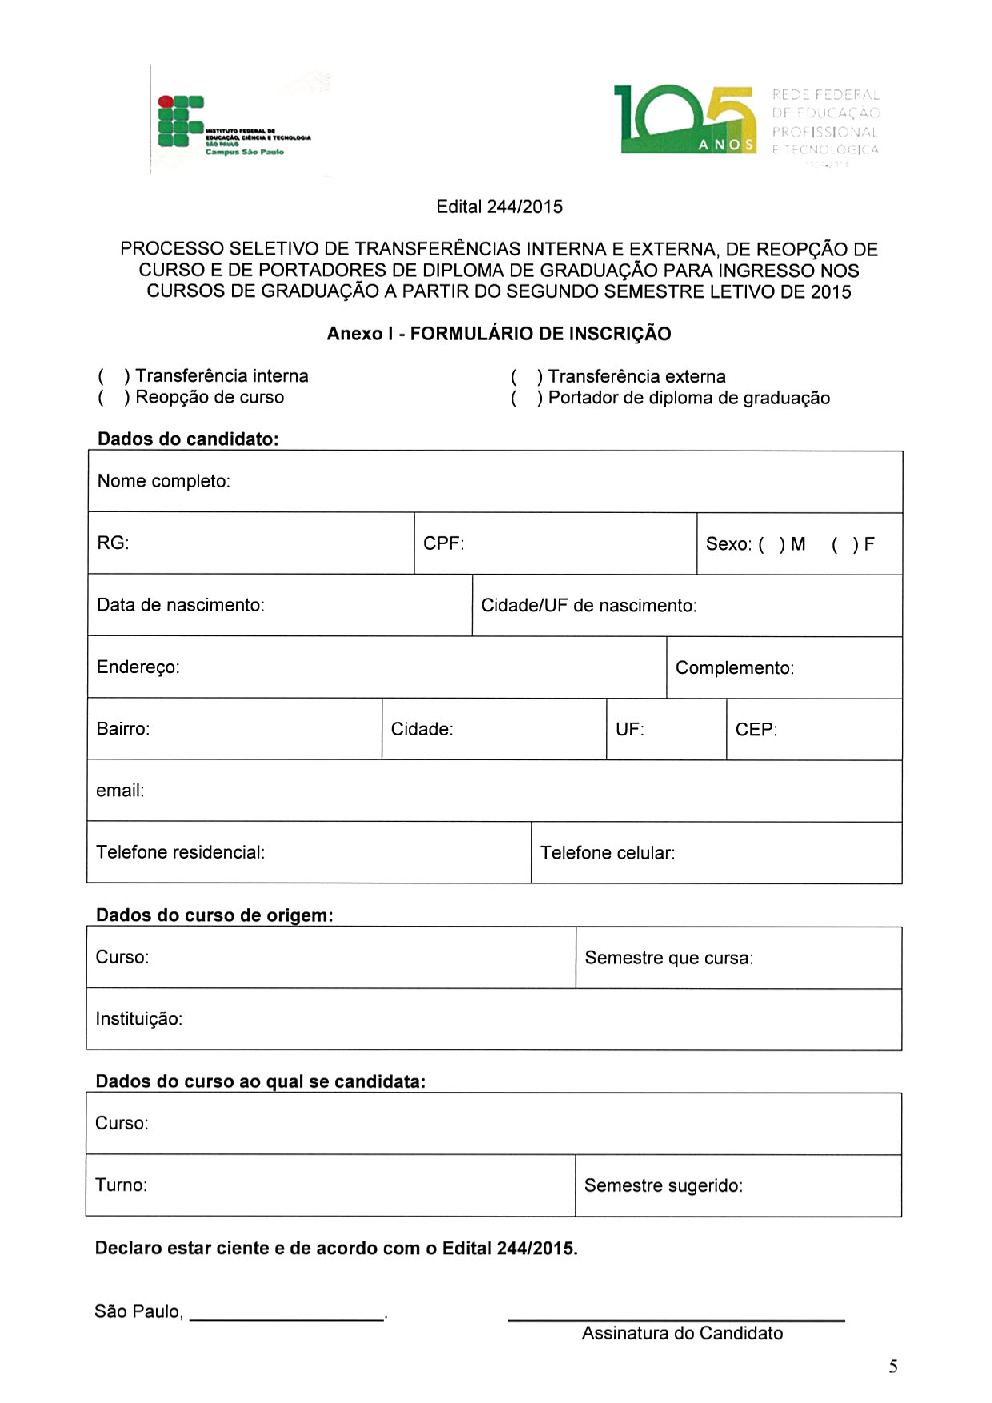 INSTITUTO FEDERAL DE
EDUCAÇÃO, CIÊNCIA E TECNOLOGIA
SÃO PAULO
Campus São Paulo
105
ANOS
REDE FEDERAL
DE EDUCAÇÃO
PROFISSIONAL
E TECNOLÓGICA
Edital 244/2015
PROCESSO SELETIVO DE TRANSFERÊNCIAS INTERNA E EXTERNA, DE REOPÇÃO DE
CURSO E DE PORTADORES DE DIPLOMA DE GRADUAÇÃO PARA INGRESSO NOS
CURSOS DE GRADUAÇÃO A PARTIR DO SEGUNDO SEMESTRE LETIVO DE 2015
Anexo I - FORMULÁRIO DE INSCRIÇÃO
( ) Transferência interna ( ) Transferência externa
( ) Reopção de curso ( ) Portador de diploma de graduação
Dados do candidato:
Nome completo:
RG: CPF: Sexo: ( ) M ( ) F
Data de nascimento: Cidade/UF de nascimento:
Endereço: Complemento:
Bairro: Cidade: UF: CEP:
email:
Telefone residencial: Telefone celular:
Dados do curso de origem:
Curso: Semestre que cursa:
Instituição:
Dados do curso ao qual se candidata:
Curso:
Turno: Semestre sugerido:
Declaro estar ciente e de acordo com o Edital 244/2015.
São Paulo, ____________________.
Assinatura do Candidato
5